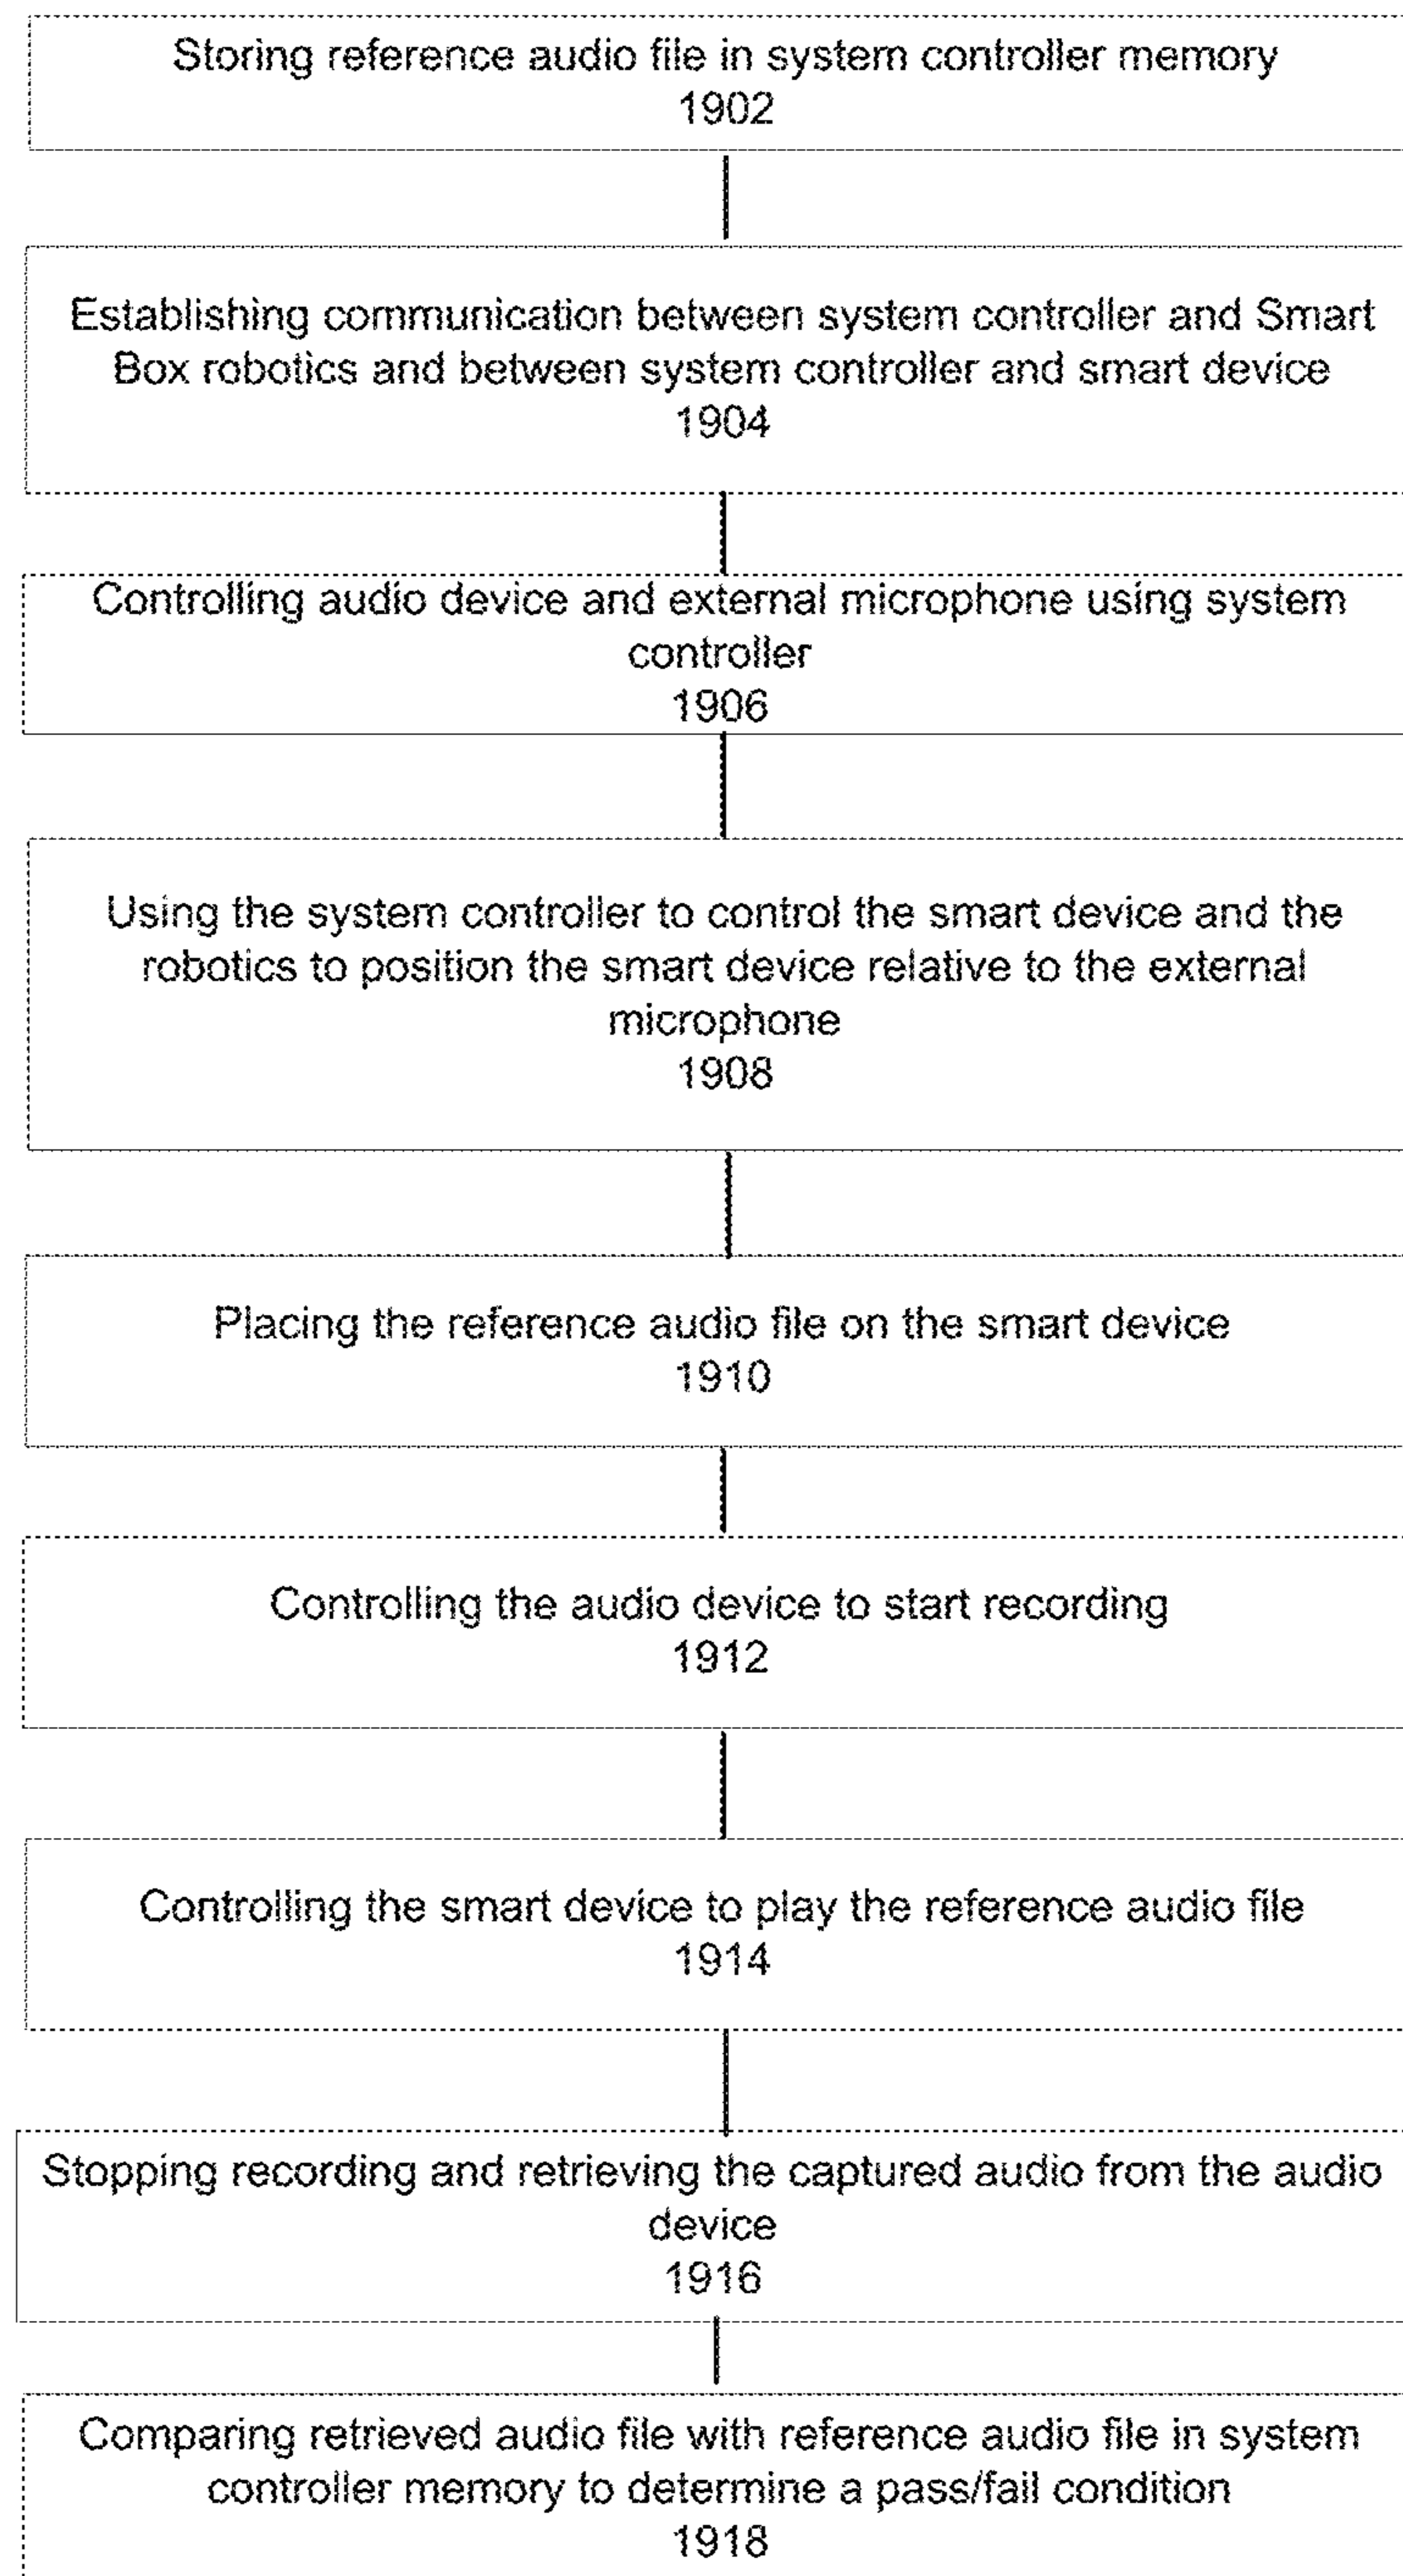 Storing reference audio file in system controller memory
1902
Establishing communication between system controller and Smart
Box robotics and between system controller and smart device
1904
Controlling audio device and external microphone using system
controller
1906
Using the system controller to control the smart device and the
robotics to position the smart device relative to the external
microphone
1908
Placing the reference audio file on the smart device
1910
Controlling the audio device to start recording
1912
Controlling the smart device to play the reference audio file
1914
Stopping recording and retrieving the captured audio from the audio
device
1916
Comparing retrieved audio file with reference audio file in system
controller memory to determine a pass/fail condition
1918